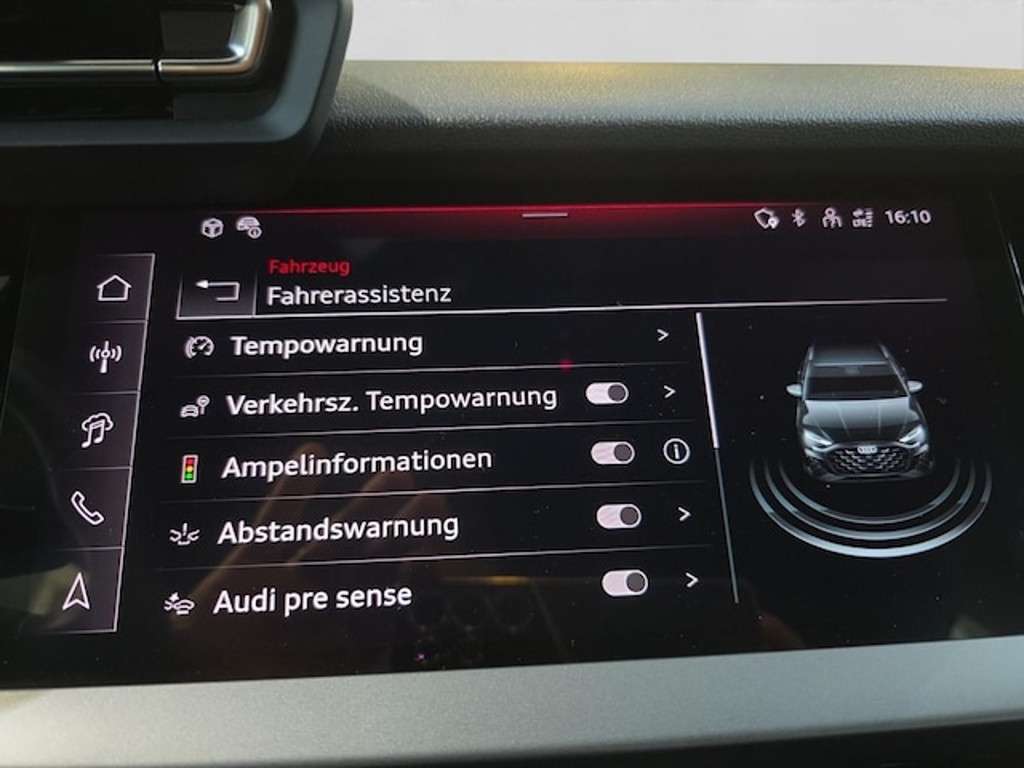 16:10
Fahrzeug
Fahrerassistenz
Tempowarnung
Verkehrsz. Tempowarnung
Ampelinformationen
Abstandswarnung
Audi pre sense